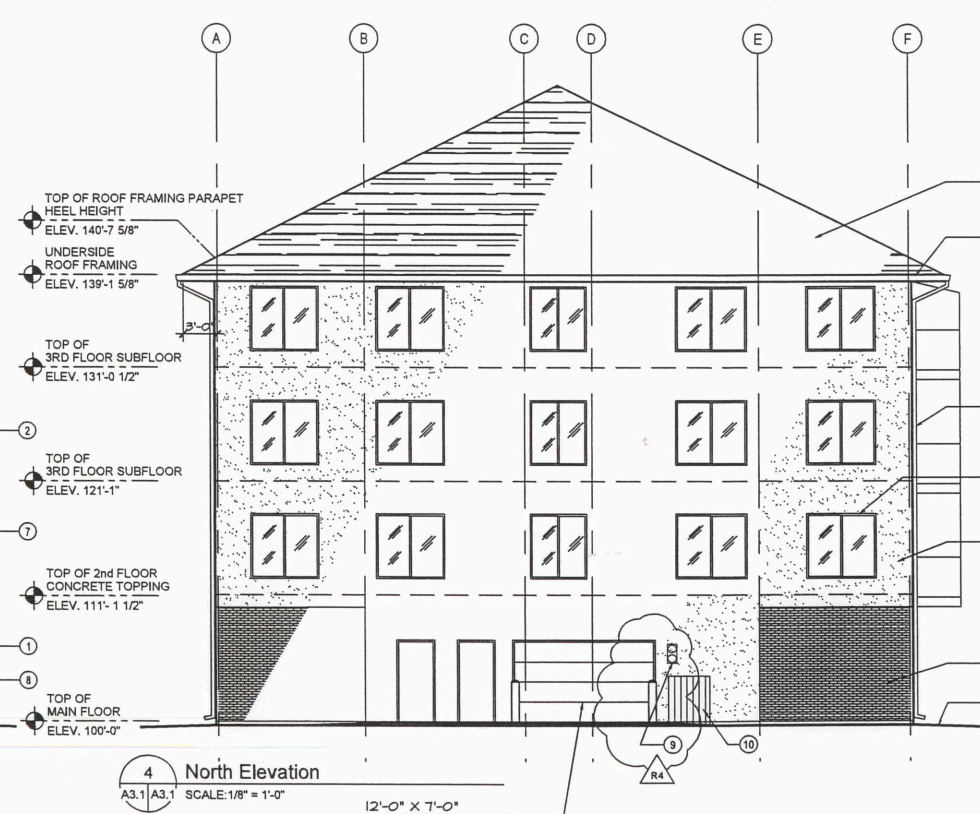 A B C D E F
TOP OF ROOF FRAMING PARAPET
HEEL HEIGHT
ELEV. 140'-7 5/8"
UNDERSIDE
ROOF FRAMING
ELEV. 139'-1 5/8"
3'-0"
TOP OF
3RD FLOOR SUBFLOOR
ELEV. 131'-0 1/2"
2
TOP OF
3RD FLOOR SUBFLOOR
ELEV. 121'-1"
7
TOP OF 2nd FLOOR
CONCRETE TOPPING
ELEV. 111'- 1 1/2"
1
8
TOP OF
MAIN FLOOR
ELEV. 100'-0"
9 10
R4
4 North Elevation
A3.1 A3.1 SCALE:1/8" = 1'-0"
12'-0" X 7'-0"